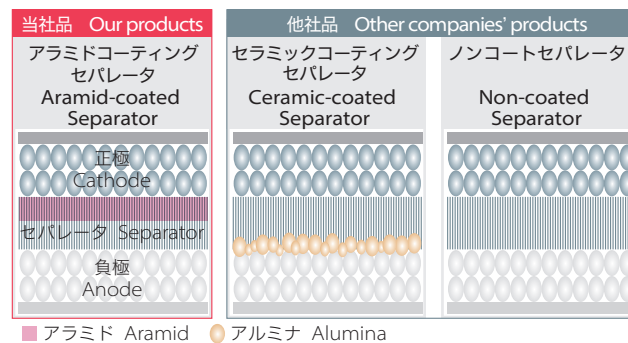 当社品 Our products
他社品 Other companies' products
アラミドコーティング
セパレータ
Aramid-coated
Separator
セラミックコーティング
セパレータ
Ceramic-coated
Separator
ノンコートセパレータ
Non-coated
Separator
正極
Cathode
セパレータ Separator
負極
Anode
アラミド Aramid
アルミナ Alumina